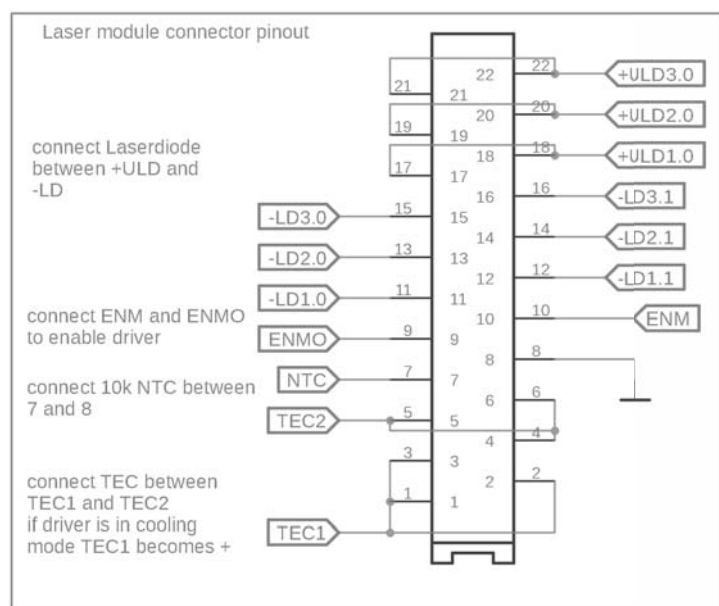 Laser module connector pinout
22 22 +ULD3.0
21 21
20 20 +ULD2.0
19 19
connect Laserdiode
between +ULD and
-LD
18 18 +ULD1.0
17 17
16 16 -LD3.1
-LD3.0 15 15
14 14 -LD2.1
-LD2.0 13 13
12 12 -LD1.1
-LD1.0 11 11
connect ENM and ENMO
to enable driver
10 10 ENM
ENMO 9 9
8 8
NTC 7 7
connect 10k NTC between
7 and 8
6 6
TEC2 5 5
4 4
3 3
connect TEC between
TEC1 and TEC2
if driver is in cooling
mode TEC1 becomes +
2 2
1 1
TEC1